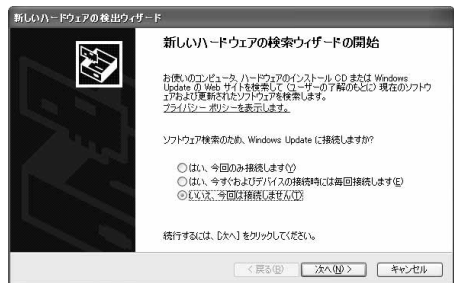 新しいハードウェアの検出ウィザード
新しいハードウェアの検索ウィザードの開始
お使いのコンピュータ、ハードウェアのインストール CD または Windows
Update の Web サイトを検索して (ユーザーの了解のもとに) 現在のソフトウ
ェアおよび更新されたソフトウェアを検索します。
プライバシー ポリシーを表示します。
ソフトウェア検索のため、Windows Update に接続しますか?
はい、今回のみ接続します(Y)
はい、今すぐおよびデバイスの接続時には毎回接続します(E)
いいえ、今回は接続しません(T)
続行するには、[次へ] をクリックしてください。
< 戻る(B)
次へ(N) >
キャンセル